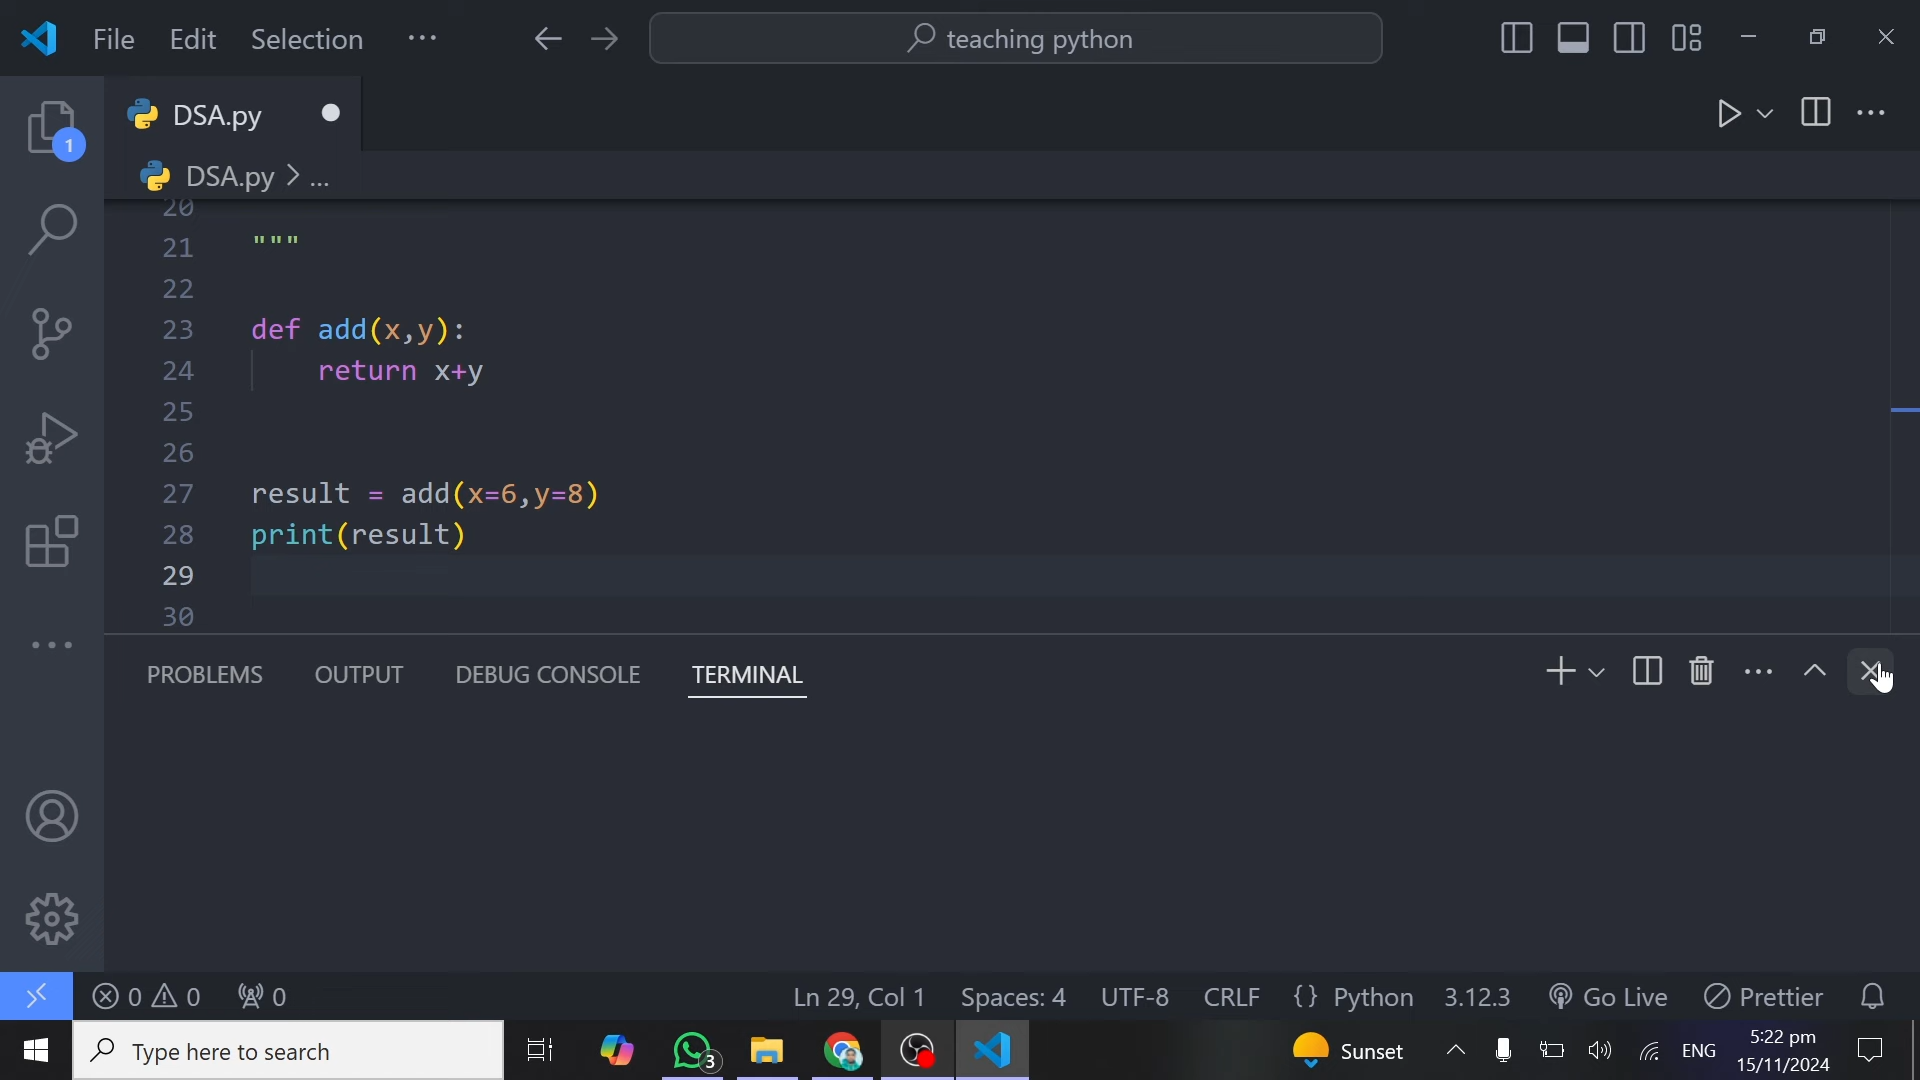 File Edit Selection ...
teaching python
DSA.py
1
DSA.py > ...
20
21 """
22
23 def add(x,y):
24     return x+y
25
26
27 result = add(x=6,y=8)
28 print(result)
29
30
PROBLEMS OUTPUT DEBUG CONSOLE TERMINAL
0 0 0 Ln 29, Col 1 Spaces: 4 UTF-8 CRLF {} Python 3.12.3 Go Live Prettier
Type here to search 3 Sunset ENG 5:22 pm
15/11/2024